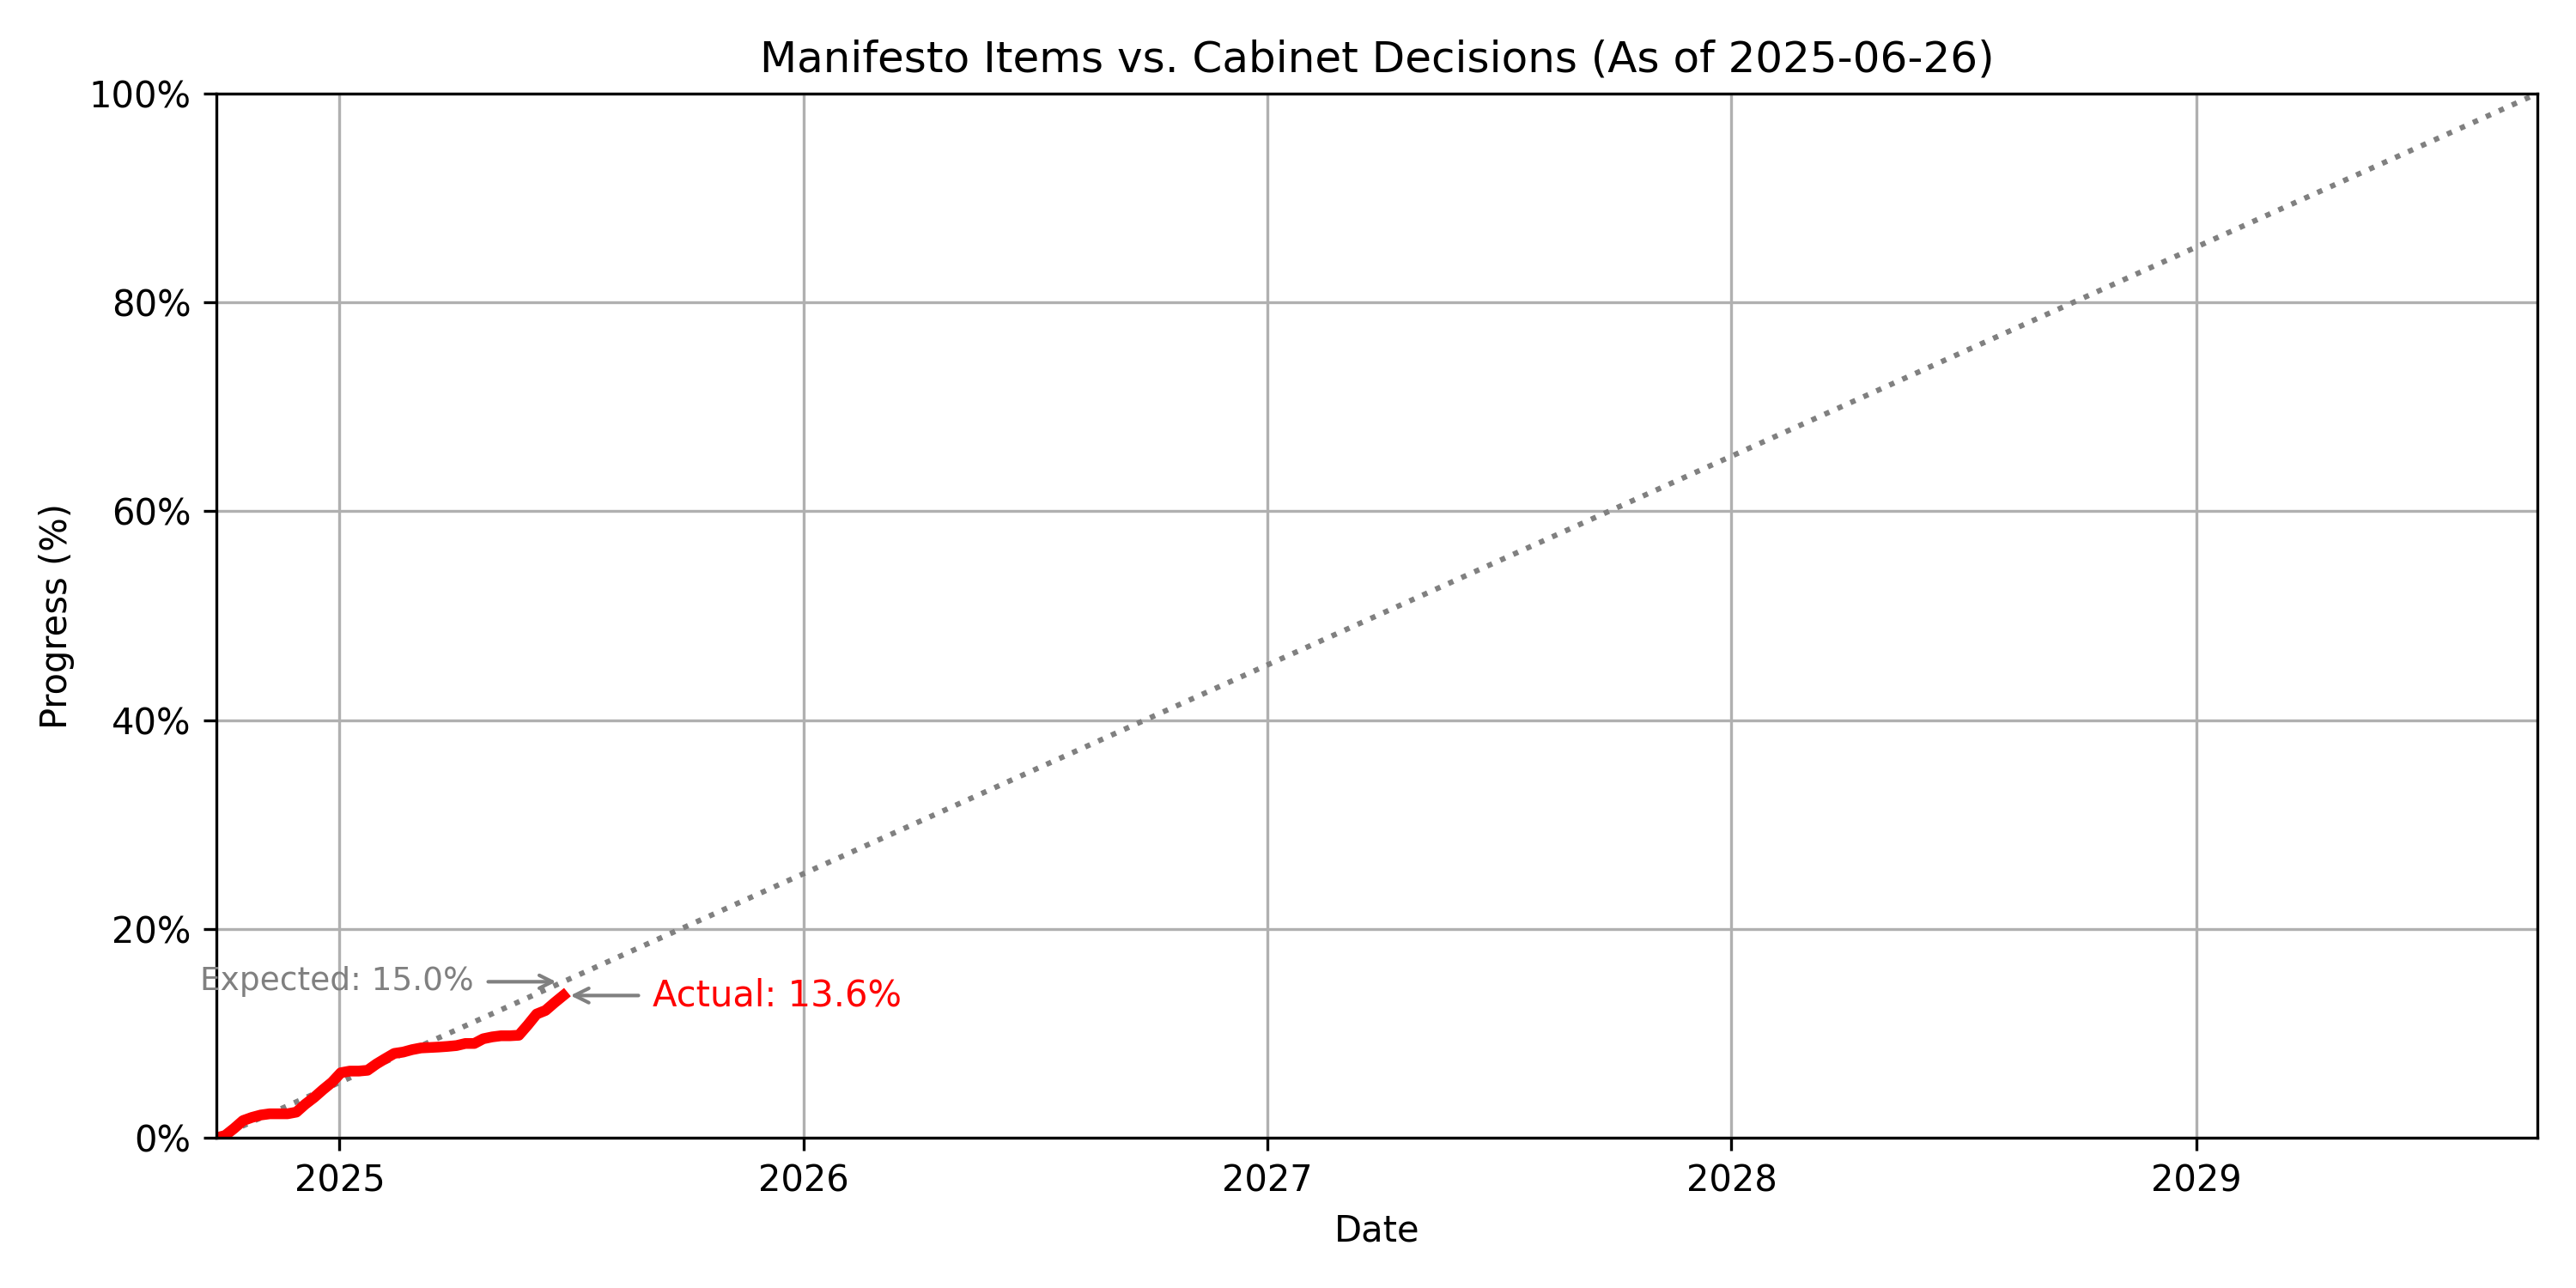 Manifesto Items vs. Cabinet Decisions (As of 2025-06-26)
100%
80%
60%
40%
20%
0%
Progress (%)
Expected: 15.0%
Actual: 13.6%
2025
2026
2027
2028
2029
Date